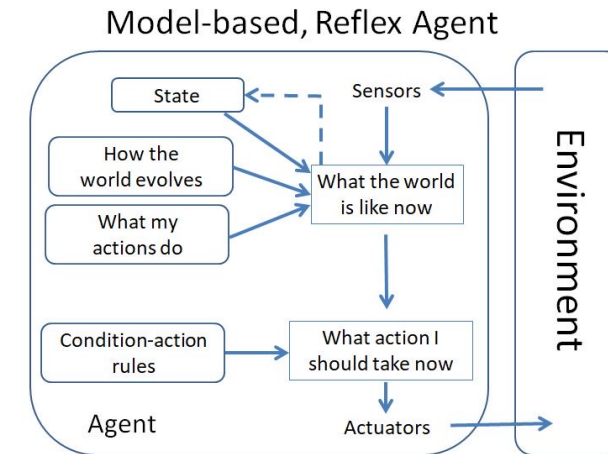 Model-based, Reflex Agent
State
Sensors
How the
world evolves
What the world
is like now
What my
actions do
Environment
Condition-action
rules
What action I
should take now
Agent
Actuators